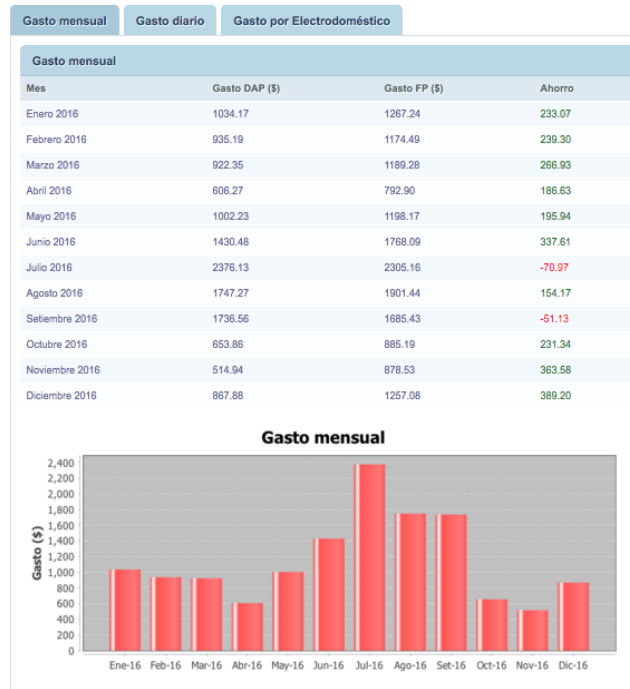 Gasto mensual Gasto diario Gasto por Electrodoméstico
Gasto mensual
Mes Gasto DAP ($) Gasto FP ($) Ahorro
Enero 2016 1034.17 1267.24 233.07
Febrero 2016 935.19 1174.49 239.30
Marzo 2016 922.35 1189.28 266.93
Abril 2016 606.27 792.90 186.63
Mayo 2016 1002.23 1198.17 195.94
Junio 2016 1430.48 1768.09 337.61
Julio 2016 2376.13 2305.16 -70.97
Agosto 2016 1747.27 1901.44 154.17
Setiembre 2016 1736.56 1685.43 -51.13
Octubre 2016 653.86 885.19 231.34
Noviembre 2016 514.94 878.53 363.58
Diciembre 2016 867.88 1257.08 389.20
Gasto mensual
Gasto ($)
2,400
2,200
2,000
1,800
1,600
1,400
1,200
1,000
800
600
400
200
0
Ene-16 Feb-16 Mar-16 Abr-16 May-16 Jun-16 Jul-16 Ago-16 Set-16 Oct-16 Nov-16 Dic-16